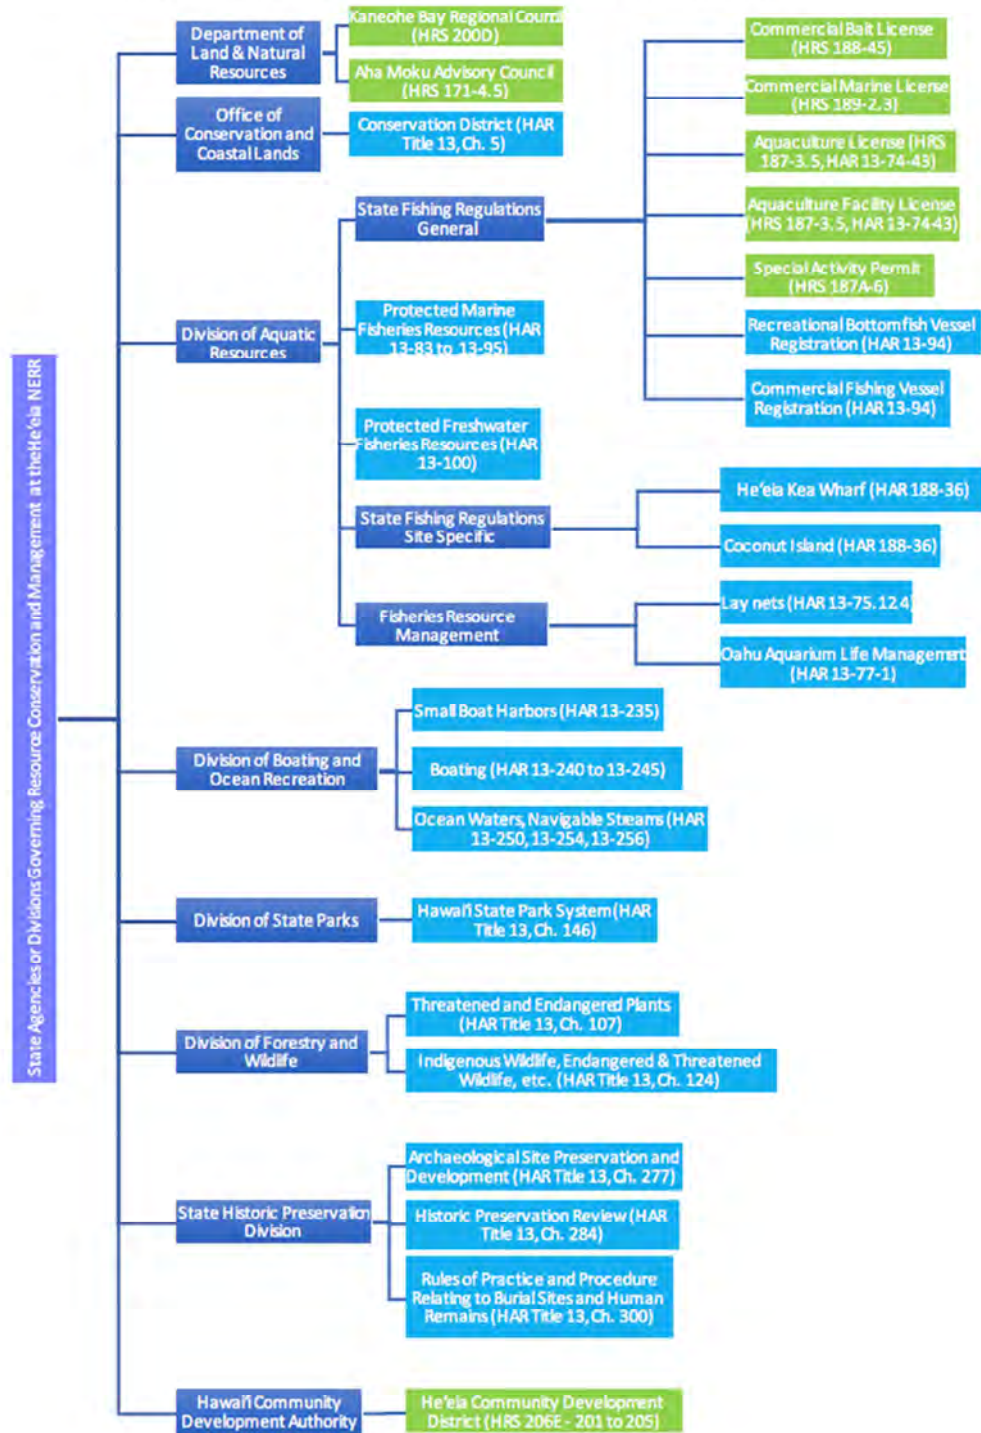 State Agencies or Divisions Governing Resource Conservation and Management at the He'eia NERR
Department of
Land & Natural
Resources
Kaneohe Bay Regional Council
(HRS 200D)
Aha Moku Advisory Council
(HRS 171-4.5)
Office of
Conservation and
Coastal Lands
Conservation District (HAR
Title 13, Ch. 5)
Division of Aquatic
Resources
State Fishing Regulations
General
Commercial Bait License
(HRS 188-45)
Commercial Marine License
(HRS 189-2,3)
Aquaculture License (HRS
187-3.5, HAR 13-74-43)
Aquaculture Facility License
(HRS 187-3.5, HAR 13-74-43)
Special Activity Permit
(HRS 187A-6)
Recreational Bottomfish Vessel
Registration (HAR 13-94)
Commercial Fishing Vessel
Registration (HAR 13-94)
Protected Marine
Fisheries Resources (HAR
13-83 to 13-95)
Protected Freshwater
Fisheries Resources (HAR
13-100)
State Fishing Regulations
Site Specific
He'eia Kea Wharf (HAR 188-36)
Coconut Island (HAR 188-36)
Fisheries Resource
Management
Lay nets (HAR 13-75.12.4)
Oahu Aquarium Life Management
(HAR 13-77-1)
Division of Boating and
Ocean Recreation
Small Boat Harbors (HAR 13-235)
Boating (HAR 13-240 to 13-245)
Ocean Waters, Navigable Streams (HAR
13-250, 13-254, 13-256)
Division of State Parks
Hawai'i State Park System (HAR
Title 13, Ch. 146)
Division of Forestry and
Wildlife
Threatened and Endangered Plants
(HAR Title 13, Ch. 107)
Indigenous Wildlife, Endangered & Threatened
Wildlife, etc. (HAR Title 13, Ch. 124)
State Historic Preservation
Division
Archaeological Site Preservation and
Development (HAR Title 13, Ch. 277)
Historic Preservation Review (HAR
Title 13, Ch. 284)
Rules of Practice and Procedure
Relating to Burial Sites and Human
Remains (HAR Title 13, Ch. 300)
Hawai'i Community
Development Authority
He'eia Community Development
District (HRS 206E - 201 to 205)